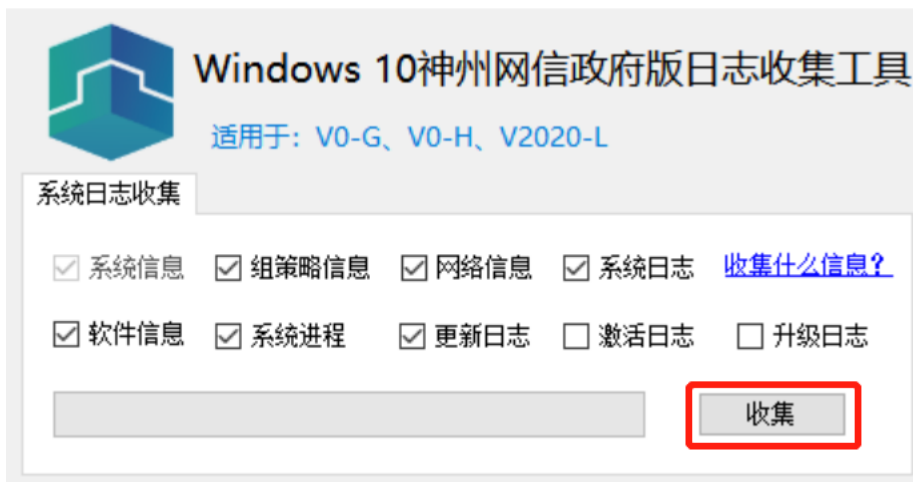 Windows 10神州网信政府版日志收集工具
适用于：V0-G、V0-H、V2020-L
系统日志收集
系统信息 组策略信息 网络信息 系统日志 收集什么信息？
软件信息 系统进程 更新日志 激活日志 升级日志
收集